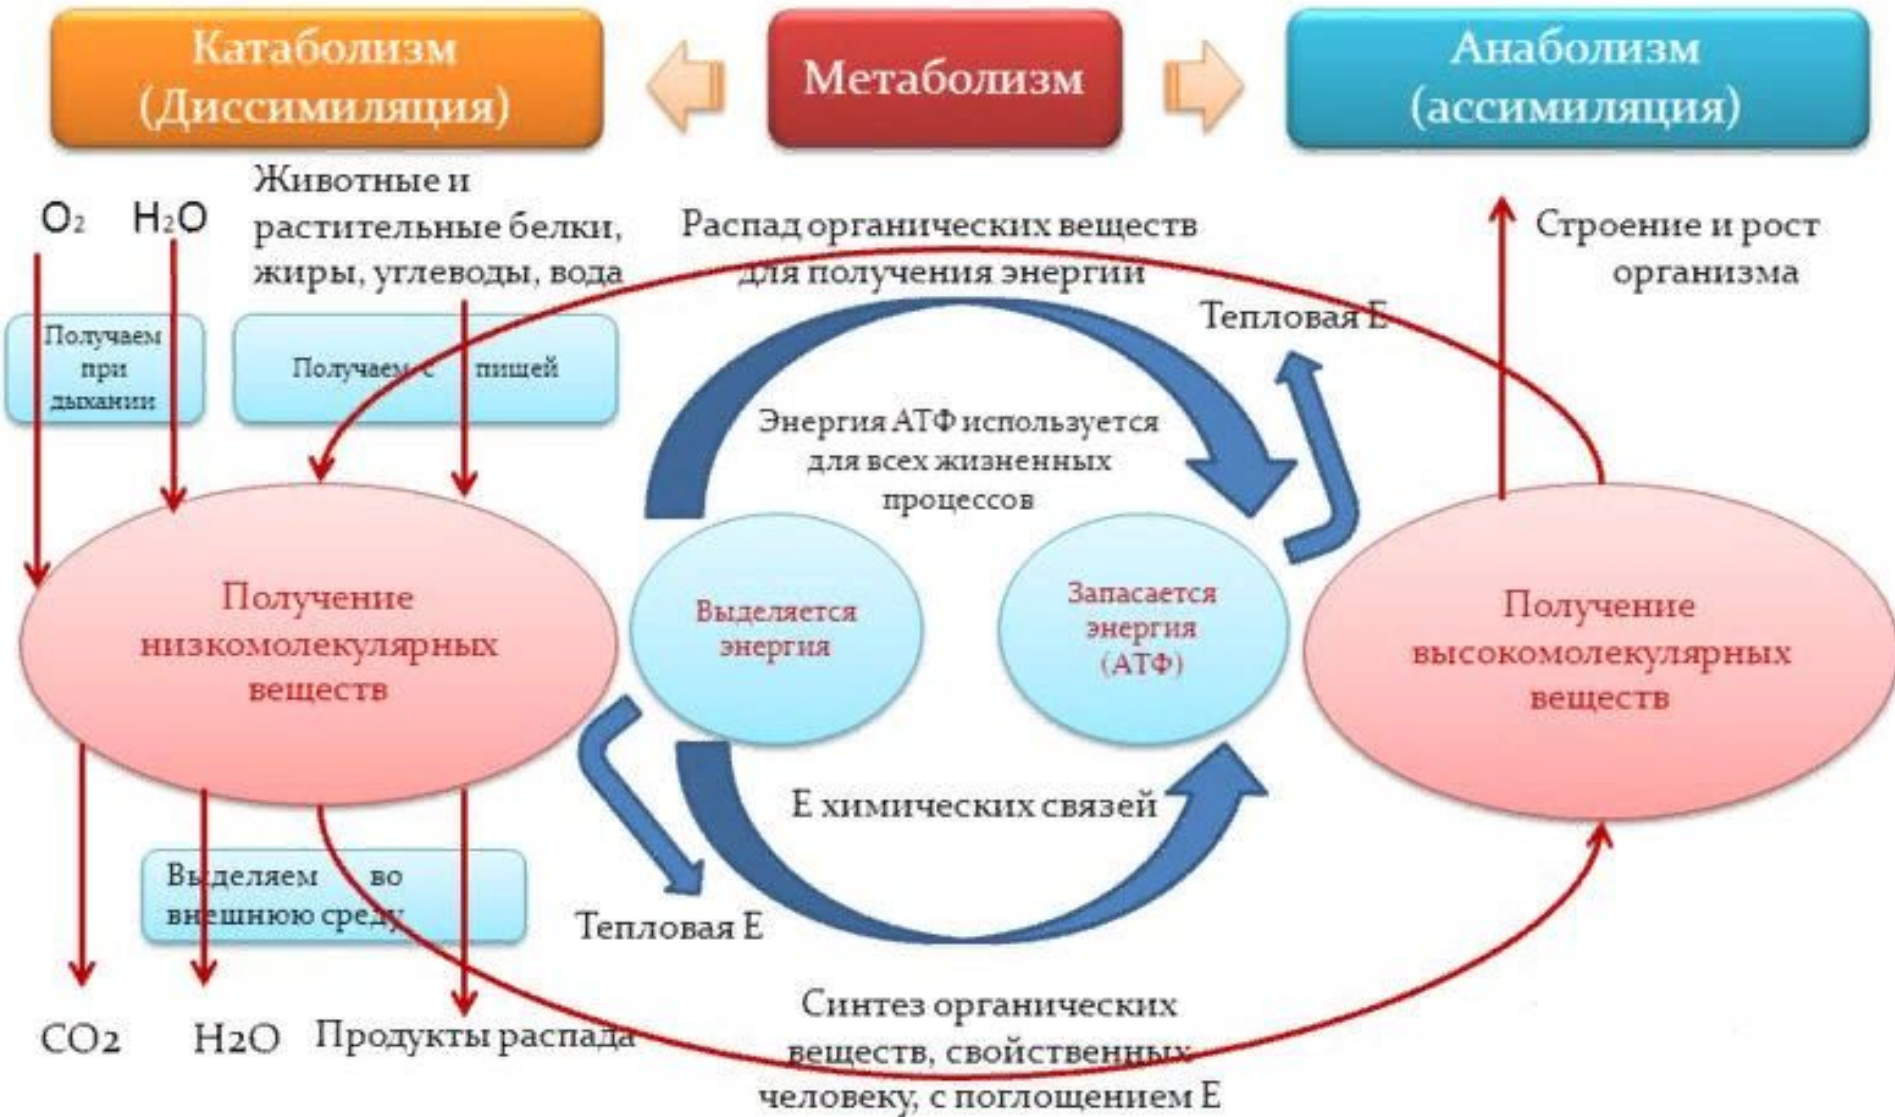 Катаболизм
(Диссимиляция)
Метаболизм
Анаболизм
(ассимиляция)
O₂
H₂O
Животные и
растительные белки,
жиры, углеводы, вода
Распад органических веществ
для получения энергии
Строение и рост
организма
Тепловая Е
Получаем
при
дыхании
Получаем с пищей
Энергия АТФ используется
для всех жизненных
процессов
Получение
низкомолекулярных
веществ
Выделяется
энергия
Запасается
энергия
(АТФ)
Получение
высокомолекулярных
веществ
Е химических связей
Выделяем во
внешнюю среду
Тепловая Е
CO2
H2O
Продукты распада
Синтез органических
веществ, свойственных
человеку, с поглощением Е